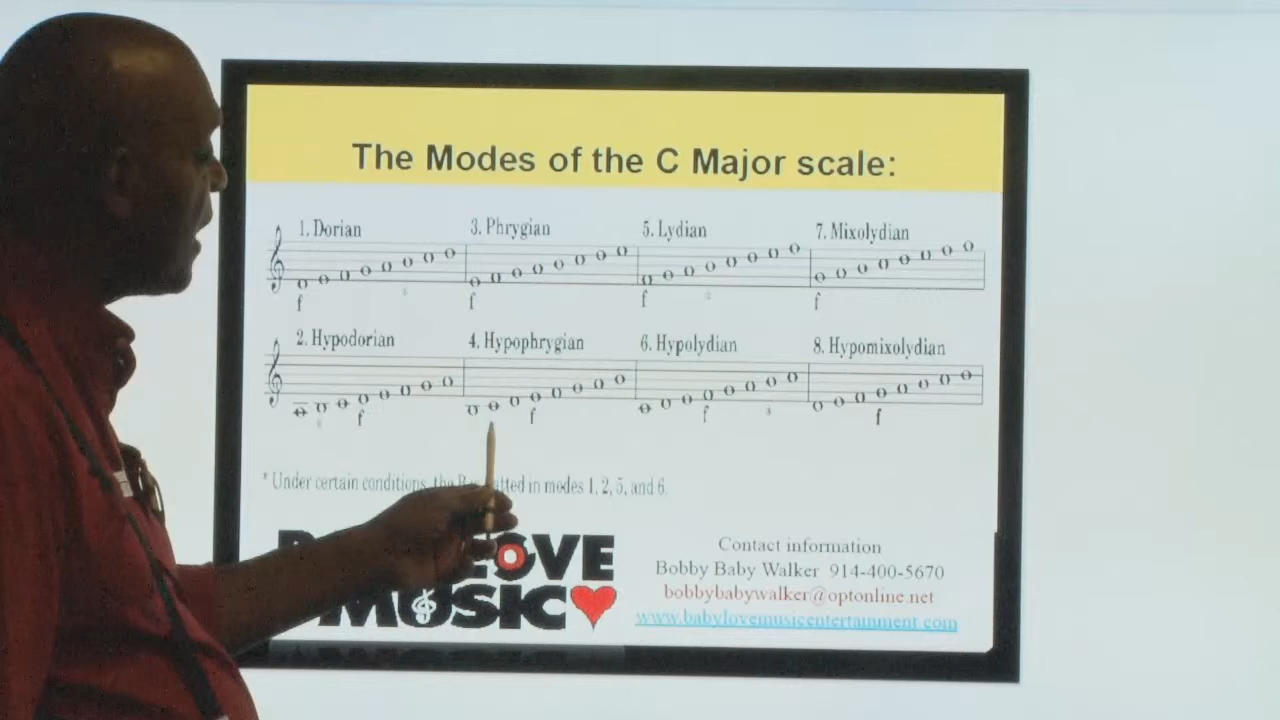 The Modes of the C Major scale:
1. Dorian 3. Phrygian 5. Lydian 7. Mixolydian
f f f f
2. Hypodorian 4. Hypophrygian 6. Hypolydian 8. Hypomixolydian
f f f f
* Under certain conditions, the B in modes 1, 2, 5, and 6.
MUSIC
Contact information
Bobby Baby Walker 914-400-5670
bobbybabywalker@optonline.net
www.babylovemusicentertainment.com